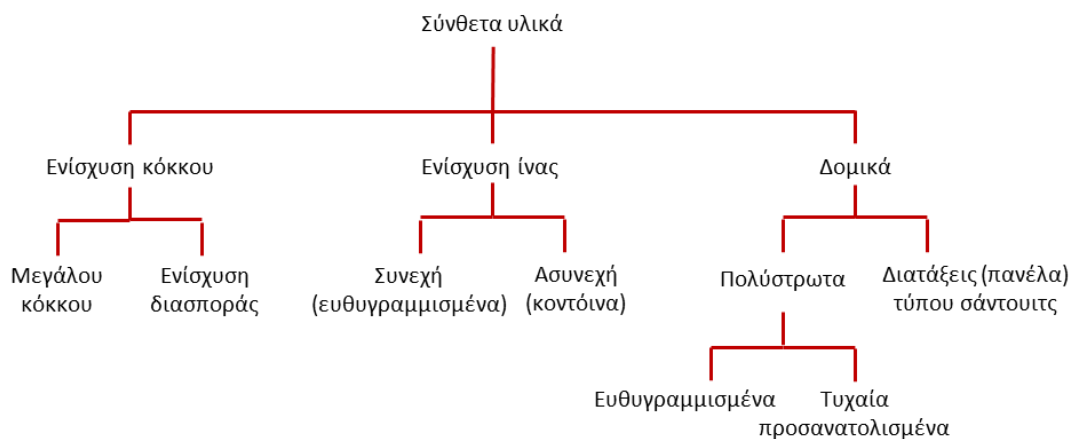 Σύνθετα υλικά
Ενίσχυση κόκκου
Ενίσχυση ίνας
Δομικά
Μεγάλου
κόκκου
Ενίσχυση
διασποράς
Συνεχή
(ευθυγραμμισμένα)
Ασυνεχή
(κοντόινα)
Πολύστρωτα
Διατάξεις (πανέλα)
τύπου σάντουιτς
Ευθυγραμμισμένα
Τυχαία
προσανατολισμένα